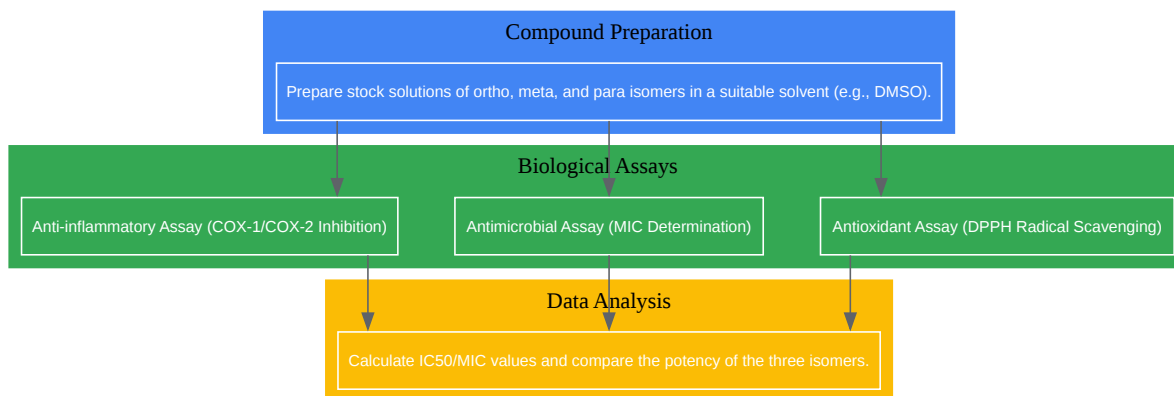 Compound Preparation
Prepare stock solutions of ortho, meta, and para isomers in a suitable solvent (e.g., DMSO).
Biological Assays
Anti-inflammatory Assay (COX-1/COX-2 Inhibition)
Antimicrobial Assay (MIC Determination)
Antioxidant Assay (DPPH Radical Scavenging)
Data Analysis
Calculate IC50/MIC values and compare the potency of the three isomers.